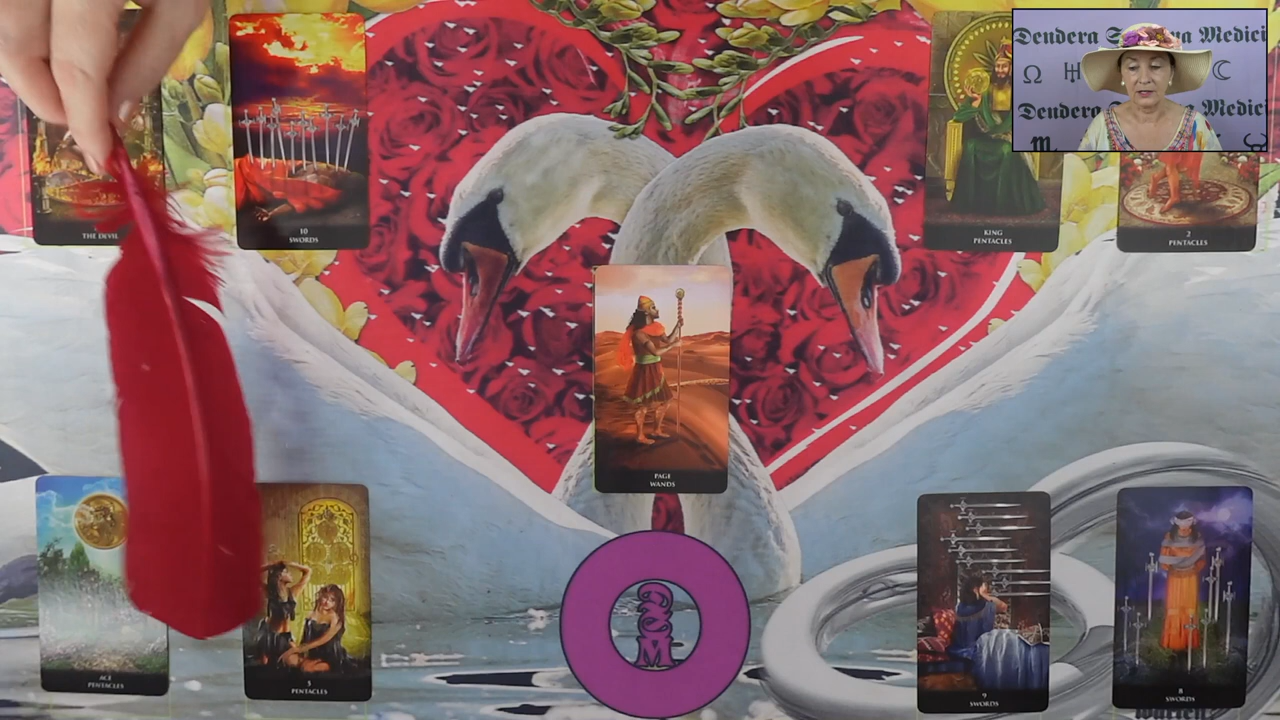 THE DEVIL
10
SWORDS
KING
PENTACLES
2
PENTACLES
Dendera
Medici
Dendera
Medici
PAGE
WANDS
ACE
PENTACLES
5
PENTACLES
9
SWORDS
8
SWORDS